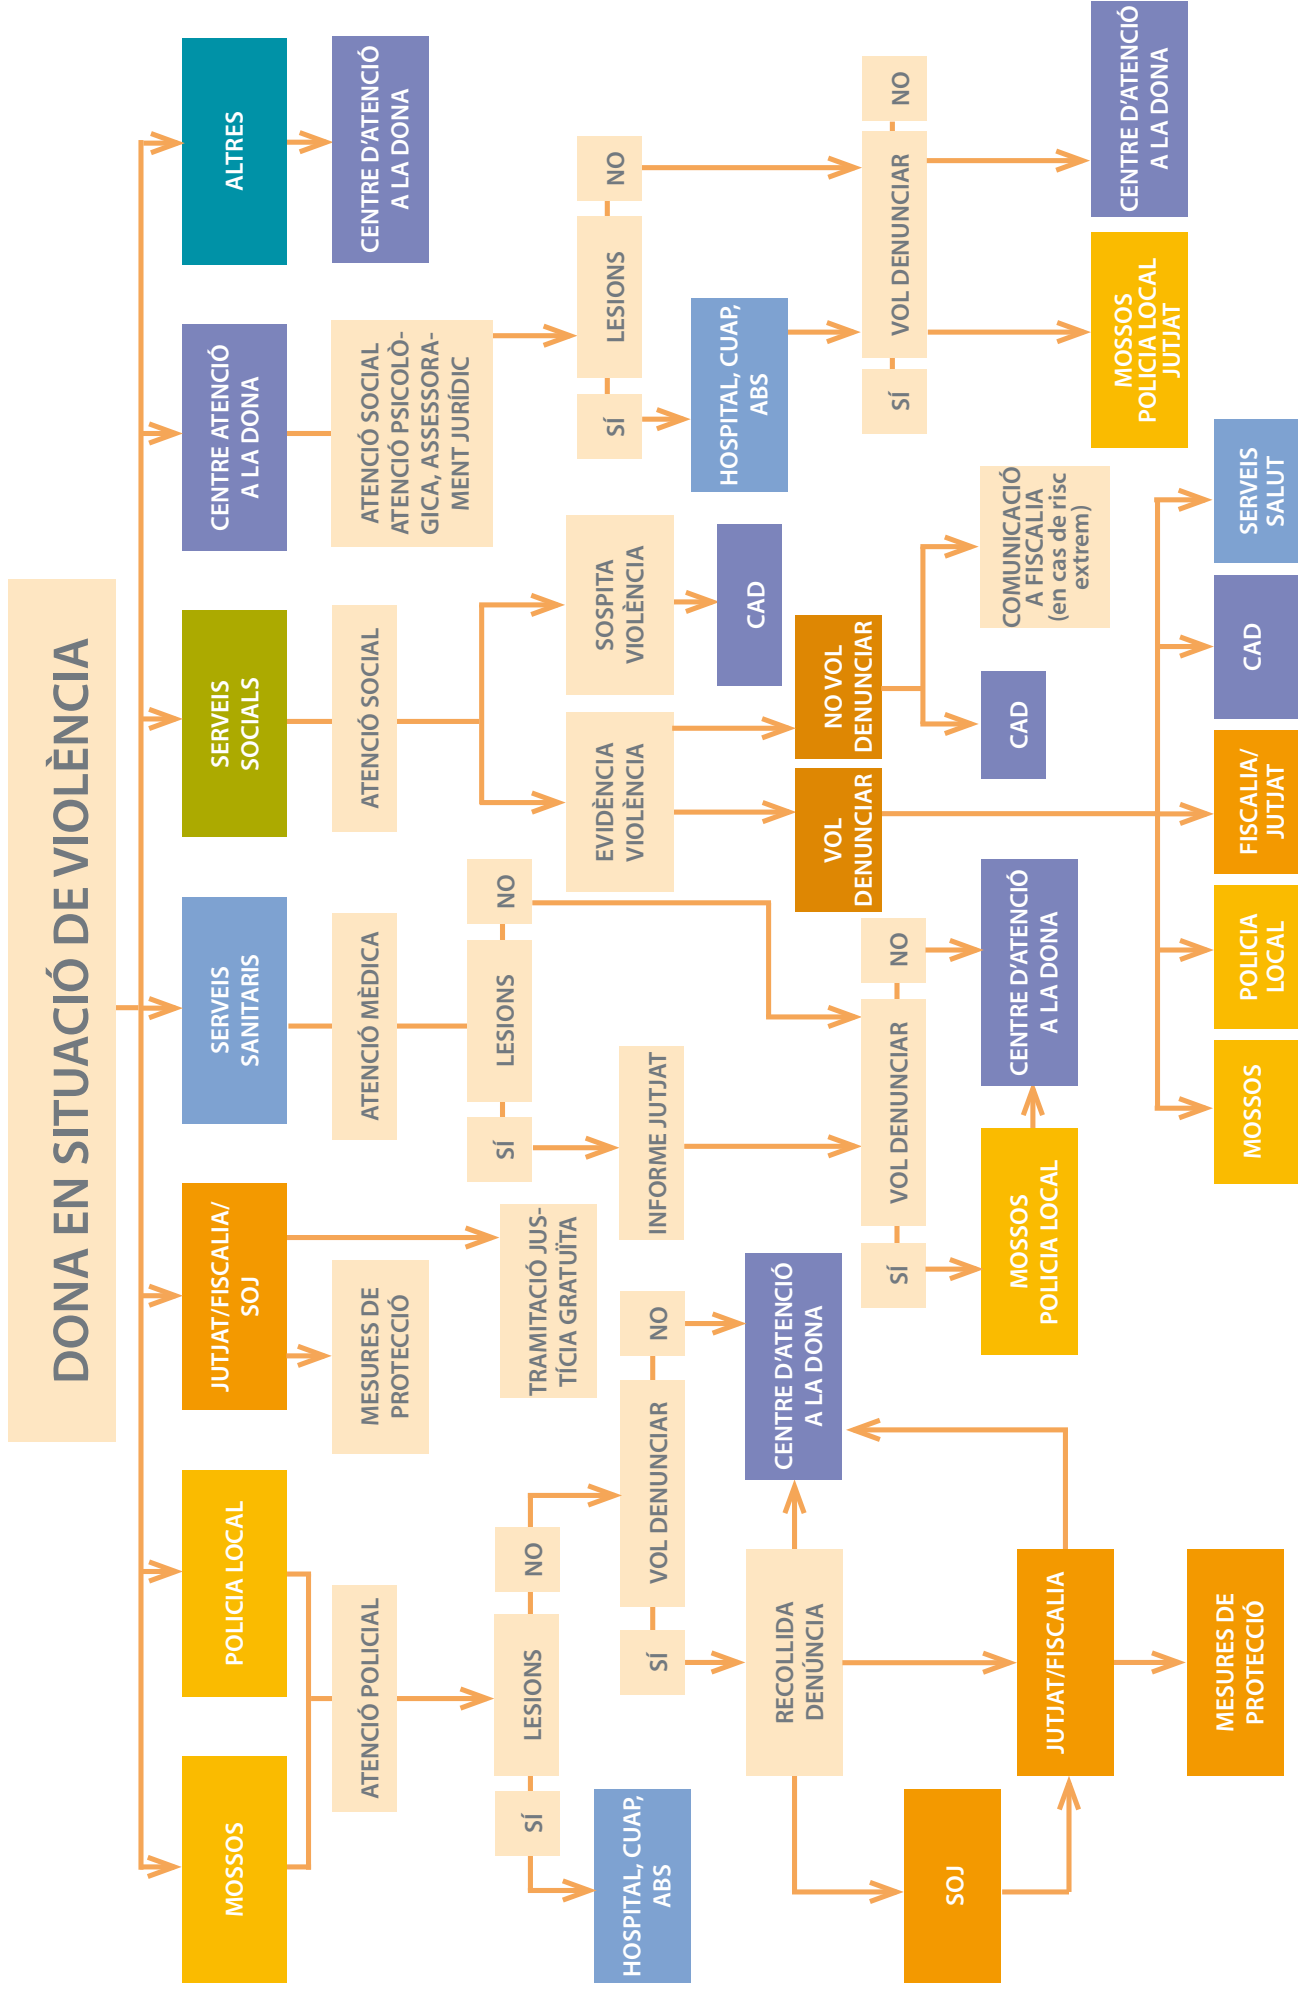 DONA EN SITUACIÓ DE VIOLÈNCIA
MOSSOS
POLICIA LOCAL
JUTJAT/FISCALIA/
SOJ
SERVEIS
SANITARIS
SERVEIS
SOCIALS
CENTRE ATENCIÓ
A LA DONA
ALTRES
ATENCIÓ POLICIAL
MESURES DE
PROTECCIÓ
ATENCIÓ MÈDICA
ATENCIÓ SOCIAL
ATENCIÓ SOCIAL
ATENCIÓ PSICOLÒ-
GICA, ASSESSORA-
MENT JURÍDIC
CENTRE D'ATENCIÓ
A LA DONA
SÍ
LESIONS
NO
TRAMITACIÓ JUS-
TÍCIA GRATUÏTA
SÍ
LESIONS
NO
EVIDÈNCIA
VIOLÈNCIA
SOSPITA
VIOLÈNCIA
SÍ
LESIONS
NO
HOSPITAL, CUAP,
ABS
SÍ
VOL DENUNCIAR
NO
INFORME JUTJAT
CAD
HOSPITAL, CUAP,
ABS
RECOLLIDA
DENÚNCIA
CENTRE D'ATENCIÓ
A LA DONA
VOL
DENUNCIAR
NO VOL
DENUNCIAR
SÍ
VOL DENUNCIAR
NO
SÍ
VOL DENUNCIAR
NO
SOJ
MOSSOS
POLICIA LOCAL
CENTRE D'ATENCIÓ
A LA DONA
CAD
COMUNICACIÓ
A FISCALIA
(en cas de risc
extrem)
JUTJAT/FISCALIA
MOSSOS
POLICIA LOCAL
JUTJAT
CENTRE D'ATENCIÓ
A LA DONA
MESURES DE
PROTECCIÓ
MOSSOS
POLICIA
LOCAL
FISCALIA/
JUTJAT
CAD
SERVEIS
SALUT